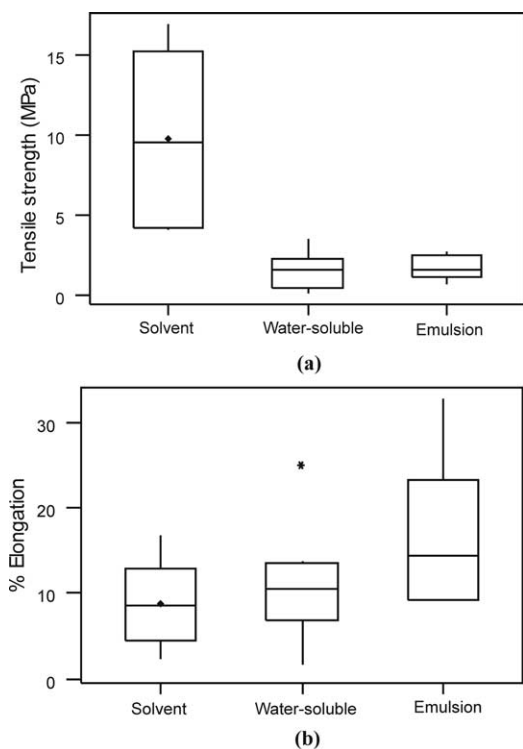 Tensile strength (MPa)
15
10
5
0
Solvent Water-soluble Emulsion
(a)
% Elongation
30
20
10
0
Solvent Water-soluble Emulsion
(b)